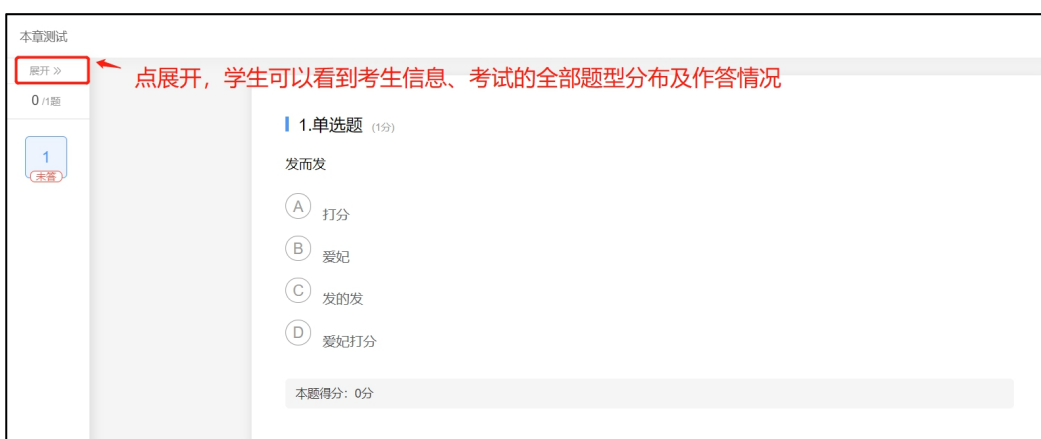 本章测试
展开 »
点展开，学生可以看到考生信息、考试的全部题型分布及作答情况
0 /1题
1
未答
1.单选题 (1分)
发而发
A 打分
B 爱妃
C 发的发
D 爱妃打分
本题得分：0分